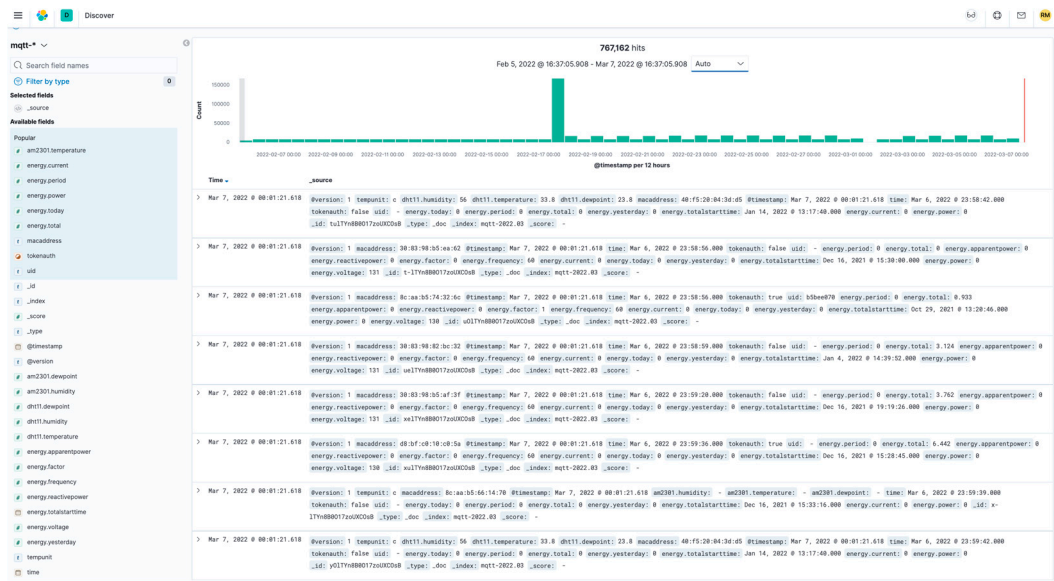 D Discover
RM
mqtt-*
Search field names
Filter by type 0
Selected fields
_source
Available fields
Popular
am2301.temperature
energy.current
energy.period
energy.power
energy.today
energy.total
macaddress
tokenauth
uid
_id
_index
_score
_type
@timestamp
@version
am2301.dewpoint
am2301.humidity
dht11.dewpoint
dht11.humidity
dht11.temperature
energy.apparentpower
energy.factor
energy.frequency
energy.reactivepower
energy.totalstarttime
energy.voltage
energy.yesterday
tempunit
time
767,162 hits
Feb 5, 2022 @ 16:37:05.908 - Mar 7, 2022 @ 16:37:05.908 Auto
Count
150000
100000
50000
0
2022-02-07 00:00 2022-02-09 00:00 2022-02-11 00:00 2022-02-13 00:00 2022-02-15 00:00 2022-02-17 00:00 2022-02-19 00:00 2022-02-21 00:00 2022-02-23 00:00 2022-02-25 00:00 2022-02-27 00:00 2022-03-01 00:00 2022-03-03 00:00 2022-03-05 00:00 2022-03-07 00:00
@timestamp per 12 hours
Time _source
Mar 7, 2022 @ 00:01:21.618 @version: 1 tempunit: c dht11.humidity: 56 dht11.temperature: 33.8 dht11.dewpoint: 23.8 macaddress: 40:f5:20:04:3d:d5 @timestamp: Mar 7, 2022 @ 00:01:21.618 time: Mar 6, 2022 @ 23:58:42.000
tokenauth: false uid: - energy.today: 0 energy.period: 0 energy.total: 0 energy.yesterday: 0 energy.totalstarttime: Jan 14, 2022 @ 13:17:40.000 energy.current: 0 energy.power: 0
_id: tulTYn8B0O17zoUXCOsB _type: _doc _index: mqtt-2022.03 _score: -
Mar 7, 2022 @ 00:01:21.618 @version: 1 macaddress: 30:83:98:b5:ea:62 @timestamp: Mar 7, 2022 @ 00:01:21.618 time: Mar 6, 2022 @ 23:58:56.000 tokenauth: false uid: - energy.period: 0 energy.total: 0 energy.apparentpower: 0
energy.reactivepower: 0 energy.factor: 0 energy.frequency: 60 energy.current: 0 energy.today: 0 energy.yesterday: 0 energy.totalstarttime: Dec 16, 2021 @ 15:30:00.000 energy.power: 0
energy.voltage: 131 _id: t-lTYn8B0O17zoUXCOsB _type: _doc _index: mqtt-2022.03 _score: -
Mar 7, 2022 @ 00:01:21.618 @version: 1 macaddress: 8c:aa:b5:74:32:6c @timestamp: Mar 7, 2022 @ 00:01:21.618 time: Mar 6, 2022 @ 23:58:56.000 tokenauth: true uid: b5bee070 energy.period: 0 energy.total: 0.933
energy.apparentpower: 0 energy.reactivepower: 0 energy.factor: 1 energy.frequency: 60 energy.current: 0 energy.today: 0 energy.yesterday: 0 energy.totalstarttime: Oct 29, 2021 @ 13:20:46.000
energy.power: 0 energy.voltage: 130 _id: uOlTYn8B0O17zoUXCOsB _type: _doc _index: mqtt-2022.03 _score: -
Mar 7, 2022 @ 00:01:21.618 @version: 1 macaddress: 30:83:98:82:bc:32 @timestamp: Mar 7, 2022 @ 00:01:21.618 time: Mar 6, 2022 @ 23:58:59.000 tokenauth: false uid: - energy.period: 0 energy.total: 3.124 energy.apparentpower: 0
energy.reactivepower: 0 energy.factor: 0 energy.frequency: 60 energy.current: 0 energy.today: 0 energy.yesterday: 0 energy.totalstarttime: Jan 4, 2022 @ 14:39:52.000 energy.power: 0
energy.voltage: 131 _id: uelTYn8B0O17zoUXCOsB _type: _doc _index: mqtt-2022.03 _score: -
Mar 7, 2022 @ 00:01:21.618 @version: 1 macaddress: 30:83:98:b5:af:3f @timestamp: Mar 7, 2022 @ 00:01:21.618 time: Mar 6, 2022 @ 23:59:20.000 tokenauth: false uid: - energy.period: 0 energy.total: 3.762 energy.apparentpower: 0
energy.reactivepower: 0 energy.factor: 0 energy.frequency: 60 energy.current: 0 energy.today: 0 energy.yesterday: 0 energy.totalstarttime: Dec 16, 2021 @ 19:19:26.000 energy.power: 0
energy.voltage: 131 _id: xelTYn8B0O17zoUXCOsB _type: _doc _index: mqtt-2022.03 _score: -
Mar 7, 2022 @ 00:01:21.618 @version: 1 macaddress: d8:bf:c0:10:c0:5a @timestamp: Mar 7, 2022 @ 00:01:21.618 time: Mar 6, 2022 @ 23:59:36.000 tokenauth: true uid: - energy.period: 0 energy.total: 6.442 energy.apparentpower: 0
energy.reactivepower: 0 energy.factor: 0 energy.frequency: 60 energy.current: 0 energy.today: 0 energy.yesterday: 0 energy.totalstarttime: Dec 16, 2021 @ 15:28:45.000 energy.power: 0
energy.voltage: 130 _id: xulTYn8B0O17zoUXCOsB _type: _doc _index: mqtt-2022.03 _score: -
Mar 7, 2022 @ 00:01:21.618 @version: 1 tempunit: c macaddress: 8c:aa:b5:66:14:70 @timestamp: Mar 7, 2022 @ 00:01:21.618 am2301.humidity: - am2301.temperature: - am2301.dewpoint: - time: Mar 6, 2022 @ 23:59:39.000
tokenauth: false uid: - energy.today: 0 energy.period: 0 energy.total: 0 energy.yesterday: 0 energy.totalstarttime: Dec 16, 2021 @ 15:33:16.000 energy.current: 0 energy.power: 0 _id: x-
lTYn8B0O17zoUXCOsB _type: _doc _index: mqtt-2022.03 _score: -
Mar 7, 2022 @ 00:01:21.618 @version: 1 tempunit: c dht11.humidity: 56 dht11.temperature: 33.8 dht11.dewpoint: 23.8 macaddress: 40:f5:20:04:3d:d5 @timestamp: Mar 7, 2022 @ 00:01:21.618 time: Mar 6, 2022 @ 23:59:42.000
tokenauth: false uid: - energy.today: 0 energy.period: 0 energy.total: 0 energy.yesterday: 0 energy.totalstarttime: Jan 14, 2022 @ 13:17:40.000 energy.current: 0 energy.power: 0
_id: yOlTYn8B0O17zoUXCOsB _type: _doc _index: mqtt-2022.03 _score: -